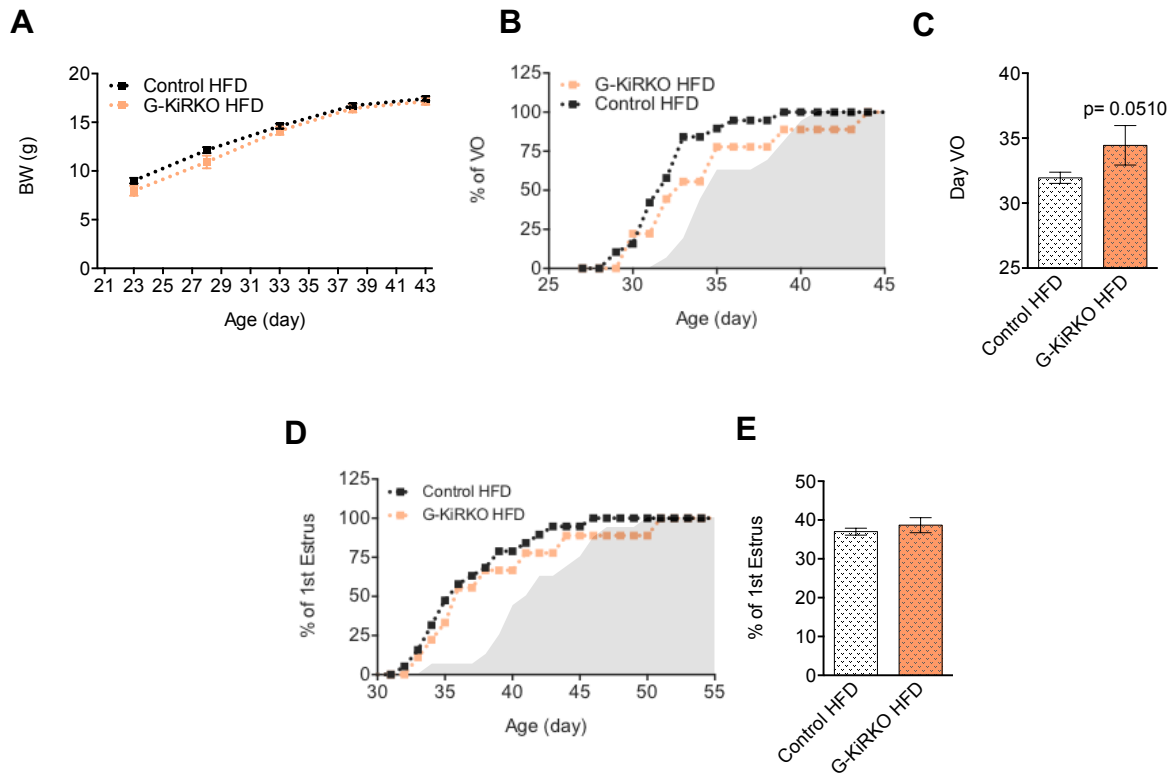 A
BW (g)
20
15
10
5
0
Control HFD
G-KiRKO HFD
21 23 25 27 29 31 33 35 37 39 41 43
Age (day)
B
% of VO
125
100
75
50
25
0
G-KiRKO HFD
Control HFD
25 30 35 40 45
Age (day)
C
Day VO
40
35
30
25
p= 0.0510
Control HFD
G-KiRKO HFD
D
% of 1st Estrus
125
100
75
50
25
0
Control HFD
G-KiRKO HFD
30 35 40 45 50 55
Age (day)
E
% of 1st Estrus
50
40
30
20
10
0
Control HFD
G-KiRKO HFD